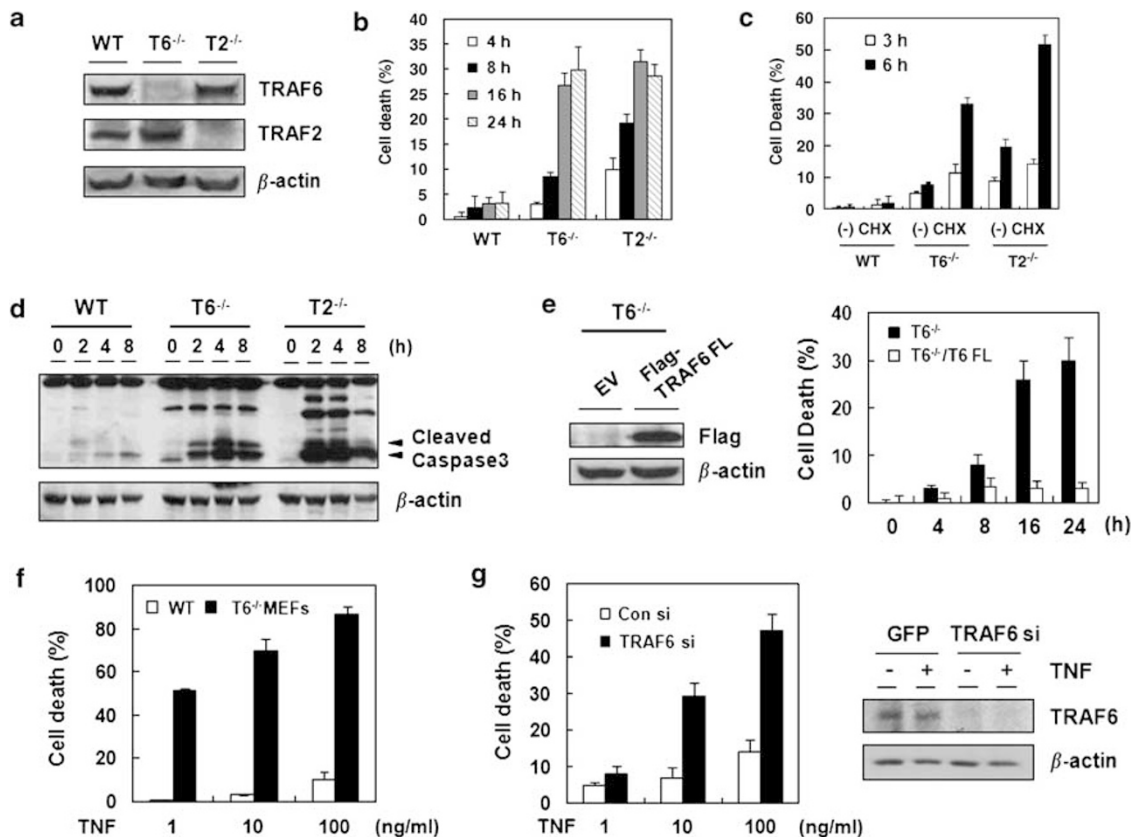 a
WT T6-/- T2-/-
TRAF6
TRAF2
β-actin
b
Cell death (%)
35
30
25
20
15
10
5
0
4 h
8 h
16 h
24 h
WT T6-/- T2-/-
c
Cell Death (%)
60
50
40
30
20
10
0
3 h
6 h
(-) CHX (-) CHX (-) CHX
WT T6-/- T2-/-
d
WT T6-/- T2-/-
0 2 4 8 0 2 4 8 0 2 4 8 (h)
Cleaved
Caspase3
β-actin
e
T6-/-
EV
Flag-
TRAF6 FL
Flag
β-actin
Cell Death (%)
40
30
20
10
0
T6-/-
T6-/-/T6 FL
0 4 8 16 24 (h)
f
Cell death (%)
100
80
60
40
20
0
WT T6-/-MEFs
TNF 1 10 100 (ng/ml)
g
Cell death (%)
60
50
40
30
20
10
0
Con si
TRAF6 si
TNF 1 10 100 (ng/ml)
GFP TRAF6 si
- + - + TNF
TRAF6
β-actin